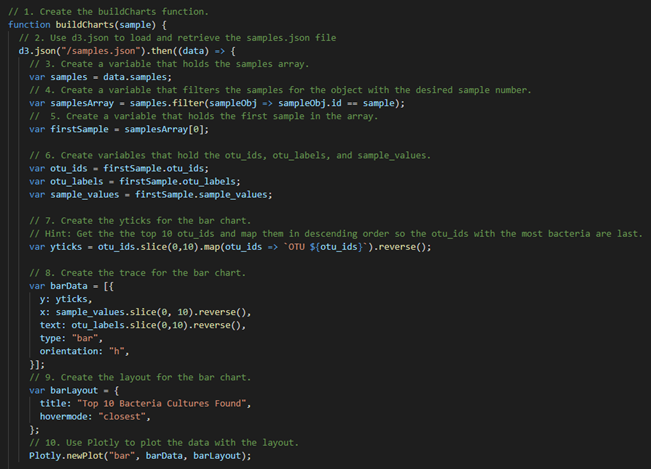 // 1. Create the buildCharts function.
function buildCharts(sample) {
  // 2. Use d3.json to load and retrieve the samples.json file
  d3.json("/samples.json").then((data) => {
    // 3. Create a variable that holds the samples array.
    var samples = data.samples;
    // 4. Create a variable that filters the samples for the object with the desired sample number.
    var samplesArray = samples.filter(sampleObj => sampleObj.id == sample);
    //  5. Create a variable that holds the first sample in the array.
    var firstSample = samplesArray[0];

    // 6. Create variables that hold the otu_ids, otu_labels, and sample_values.
    var otu_ids = firstSample.otu_ids;
    var otu_labels = firstSample.otu_labels;
    var sample_values = firstSample.sample_values;

    // 7. Create the yticks for the bar chart.
    // Hint: Get the the top 10 otu_ids and map them in descending order so the otu_ids with the most bacteria are last.
    var yticks = otu_ids.slice(0,10).map(otu_ids => `OTU ${otu_ids}`).reverse();

    // 8. Create the trace for the bar chart.
    var barData = [{
      y: yticks,
      x: sample_values.slice(0, 10).reverse(),
      text: otu_labels.slice(0,10).reverse(),
      type: "bar",
      orientation: "h",
    }];
    // 9. Create the layout for the bar chart.
    var barLayout = {
      title: "Top 10 Bacteria Cultures Found",
      hovermode: "closest",
    };
    // 10. Use Plotly to plot the data with the layout.
    Plotly.newPlot("bar", barData, barLayout);